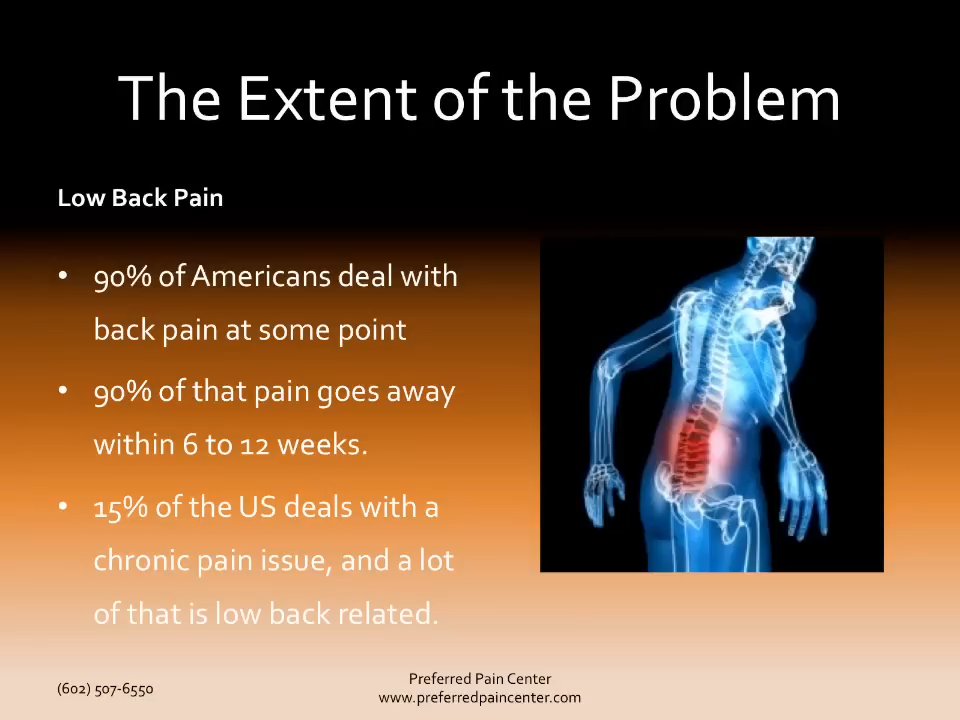 The Extent of the Problem
Low Back Pain
• 90% of Americans deal with
back pain at some point
• 90% of that pain goes away
within 6 to 12 weeks.
• 15% of the US deals with a
chronic pain issue, and a lot
of that is low back related.
(602) 507-6550
Preferred Pain Center
www.preferredpaincenter.com